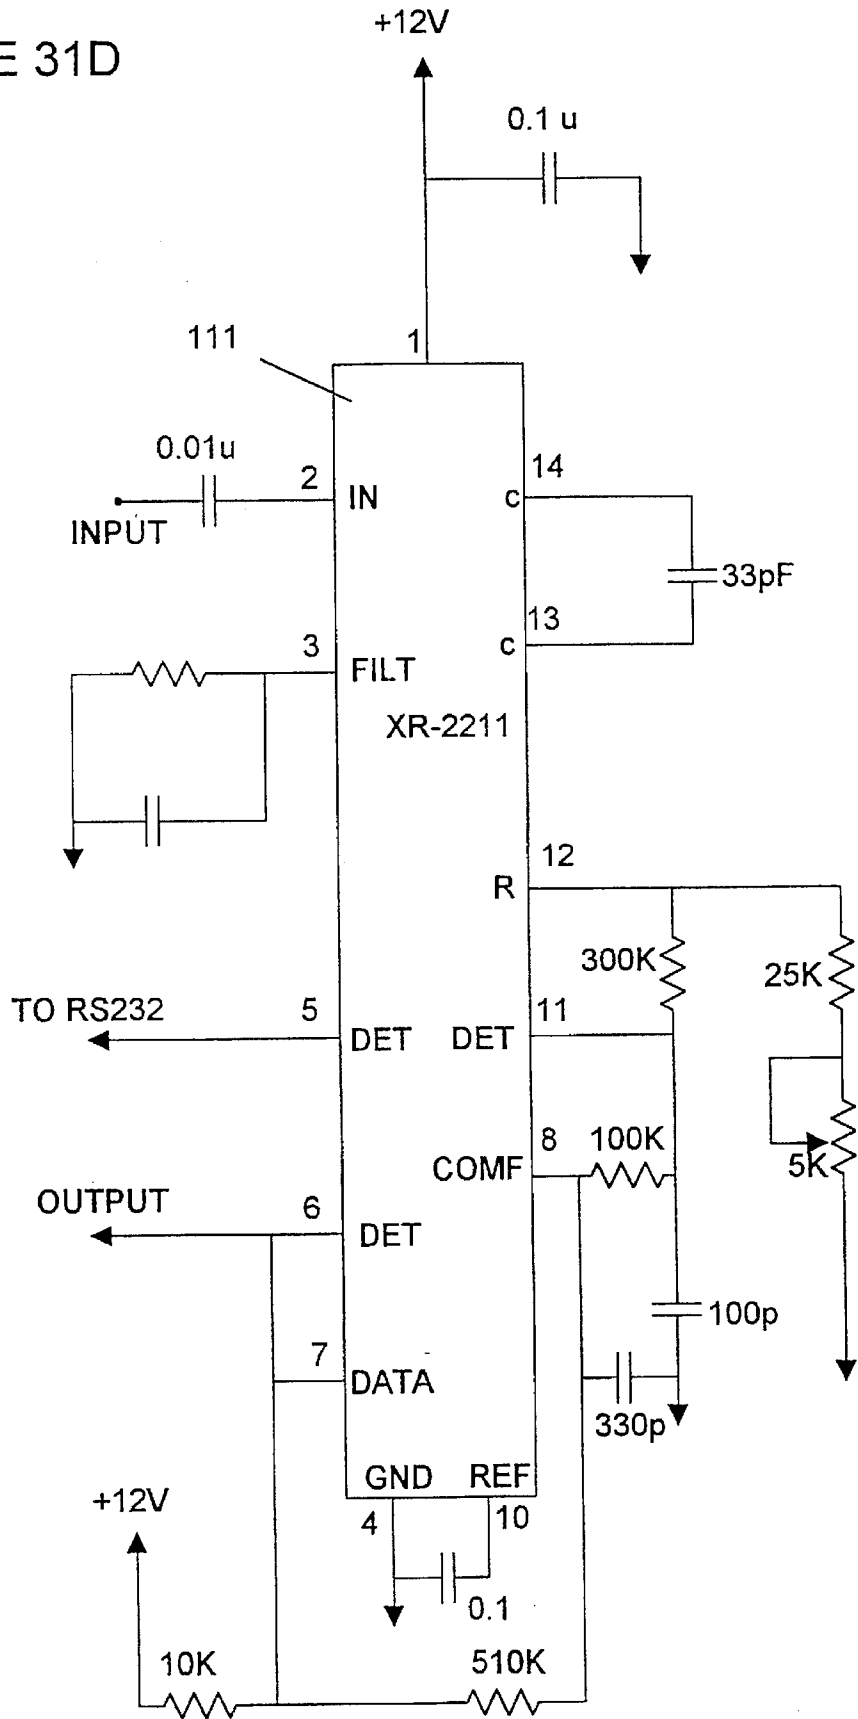 +12V
E 31D
0.1 u
1
111
0.01u
2
IN
INPUT
14
c
33pF
13
c
3
FILT
XR-2211
12
R
300K
25K
TO RS232
5
DET
11
DET
8
100K
COMF
5K
OUTPUT
6
DET
100p
7
DATA
330p
GND
REF
+12V
4
10
0.1
10K
510K